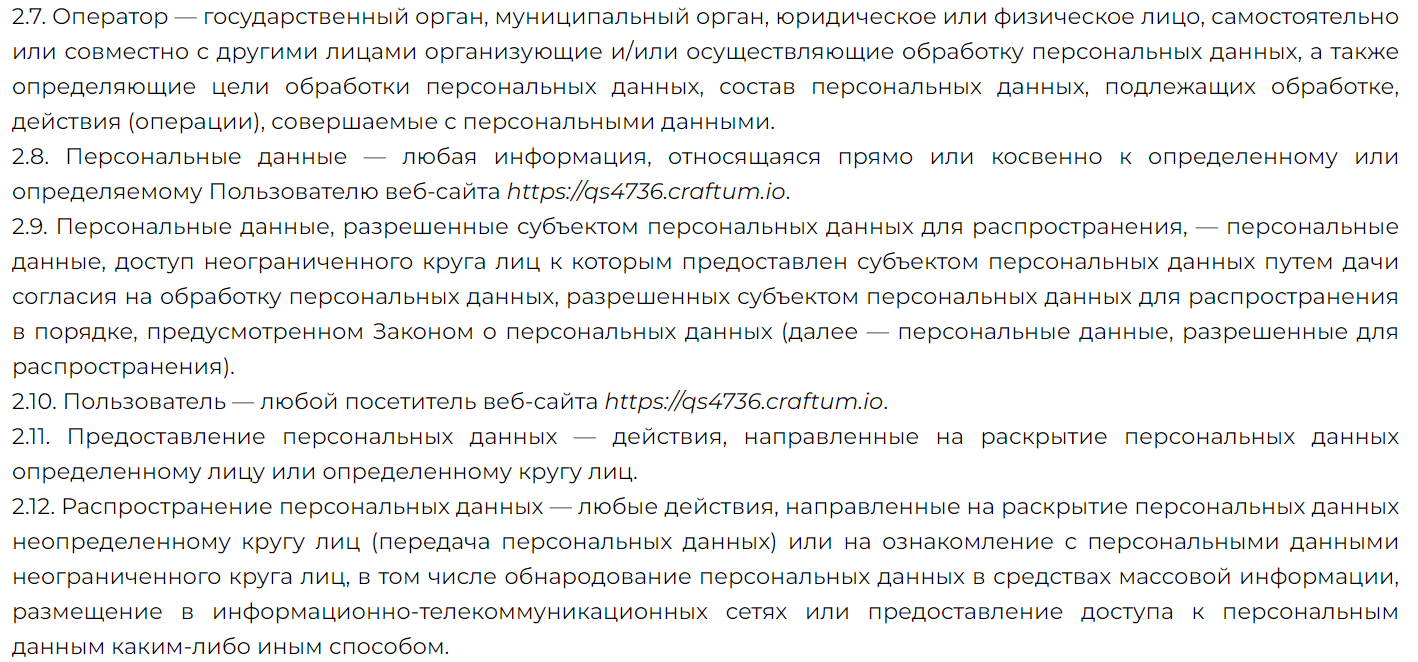 2.7. Оператор — государственный орган, муниципальный орган, юридическое или физическое лицо, самостоятельно
или совместно с другими лицами организующие и/или осуществляющие обработку персональных данных, а также
определяющие цели обработки персональных данных, состав персональных данных, подлежащих обработке,
действия (операции), совершаемые с персональными данными.
2.8. Персональные данные — любая информация, относящаяся прямо или косвенно к определенному или
определяемому Пользователю веб-сайта https://qs4736.craftum.io.
2.9. Персональные данные, разрешенные субъектом персональных данных для распространения, — персональные
данные, доступ неограниченного круга лиц к которым предоставлен субъектом персональных данных путем дачи
согласия на обработку персональных данных, разрешенных субъектом персональных данных для распространения
в порядке, предусмотренном Законом о персональных данных (далее — персональные данные, разрешенные для
распространения).
2.10. Пользователь — любой посетитель веб-сайта https://qs4736.craftum.io.
2.11. Предоставление персональных данных — действия, направленные на раскрытие персональных данных
определенному лицу или определенному кругу лиц.
2.12. Распространение персональных данных — любые действия, направленные на раскрытие персональных данных
неопределенному кругу лиц (передача персональных данных) или на ознакомление с персональными данными
неограниченного круга лиц, в том числе обнародование персональных данных в средствах массовой информации,
размещение в информационно-телекоммуникационных сетях или предоставление доступа к персональным
данным каким-либо иным способом.